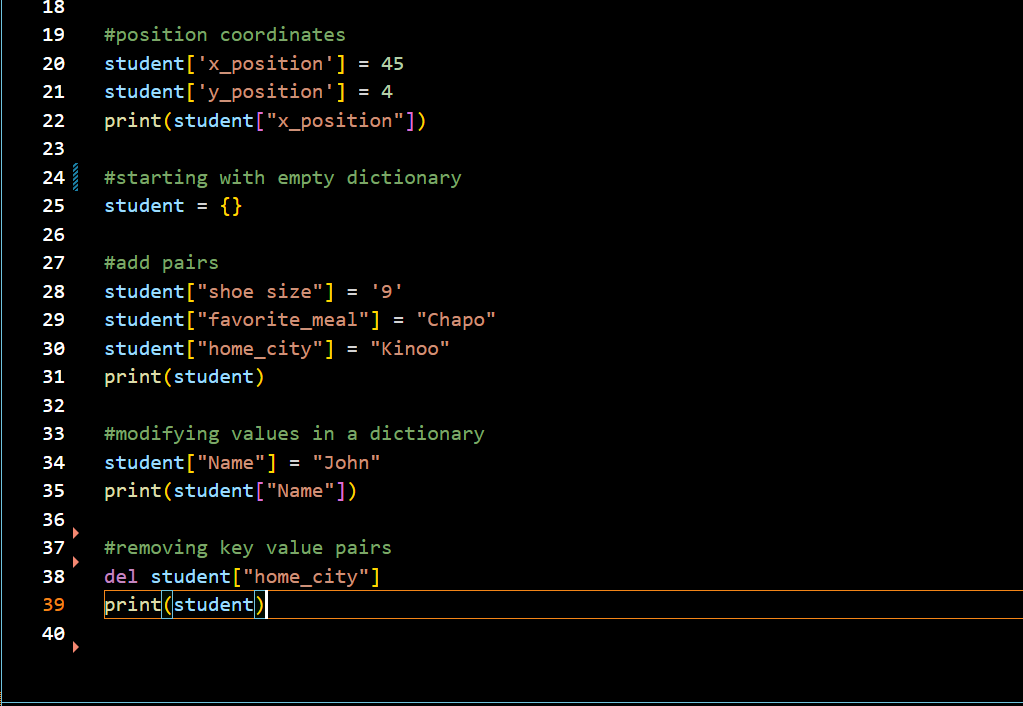 18
19 #position coordinates
20 student['x_position'] = 45
21 student['y_position'] = 4
22 print(student["x_position"])
23
24 #starting with empty dictionary
25 student = {}
26
27 #add pairs
28 student["shoe size"] = '9'
29 student["favorite_meal"] = "Chapo"
30 student["home_city"] = "Kinoo"
31 print(student)
32
33 #modifying values in a dictionary
34 student["Name"] = "John"
35 print(student["Name"])
36
37 #removing key value pairs
38 del student["home_city"]
39 print(student)
40